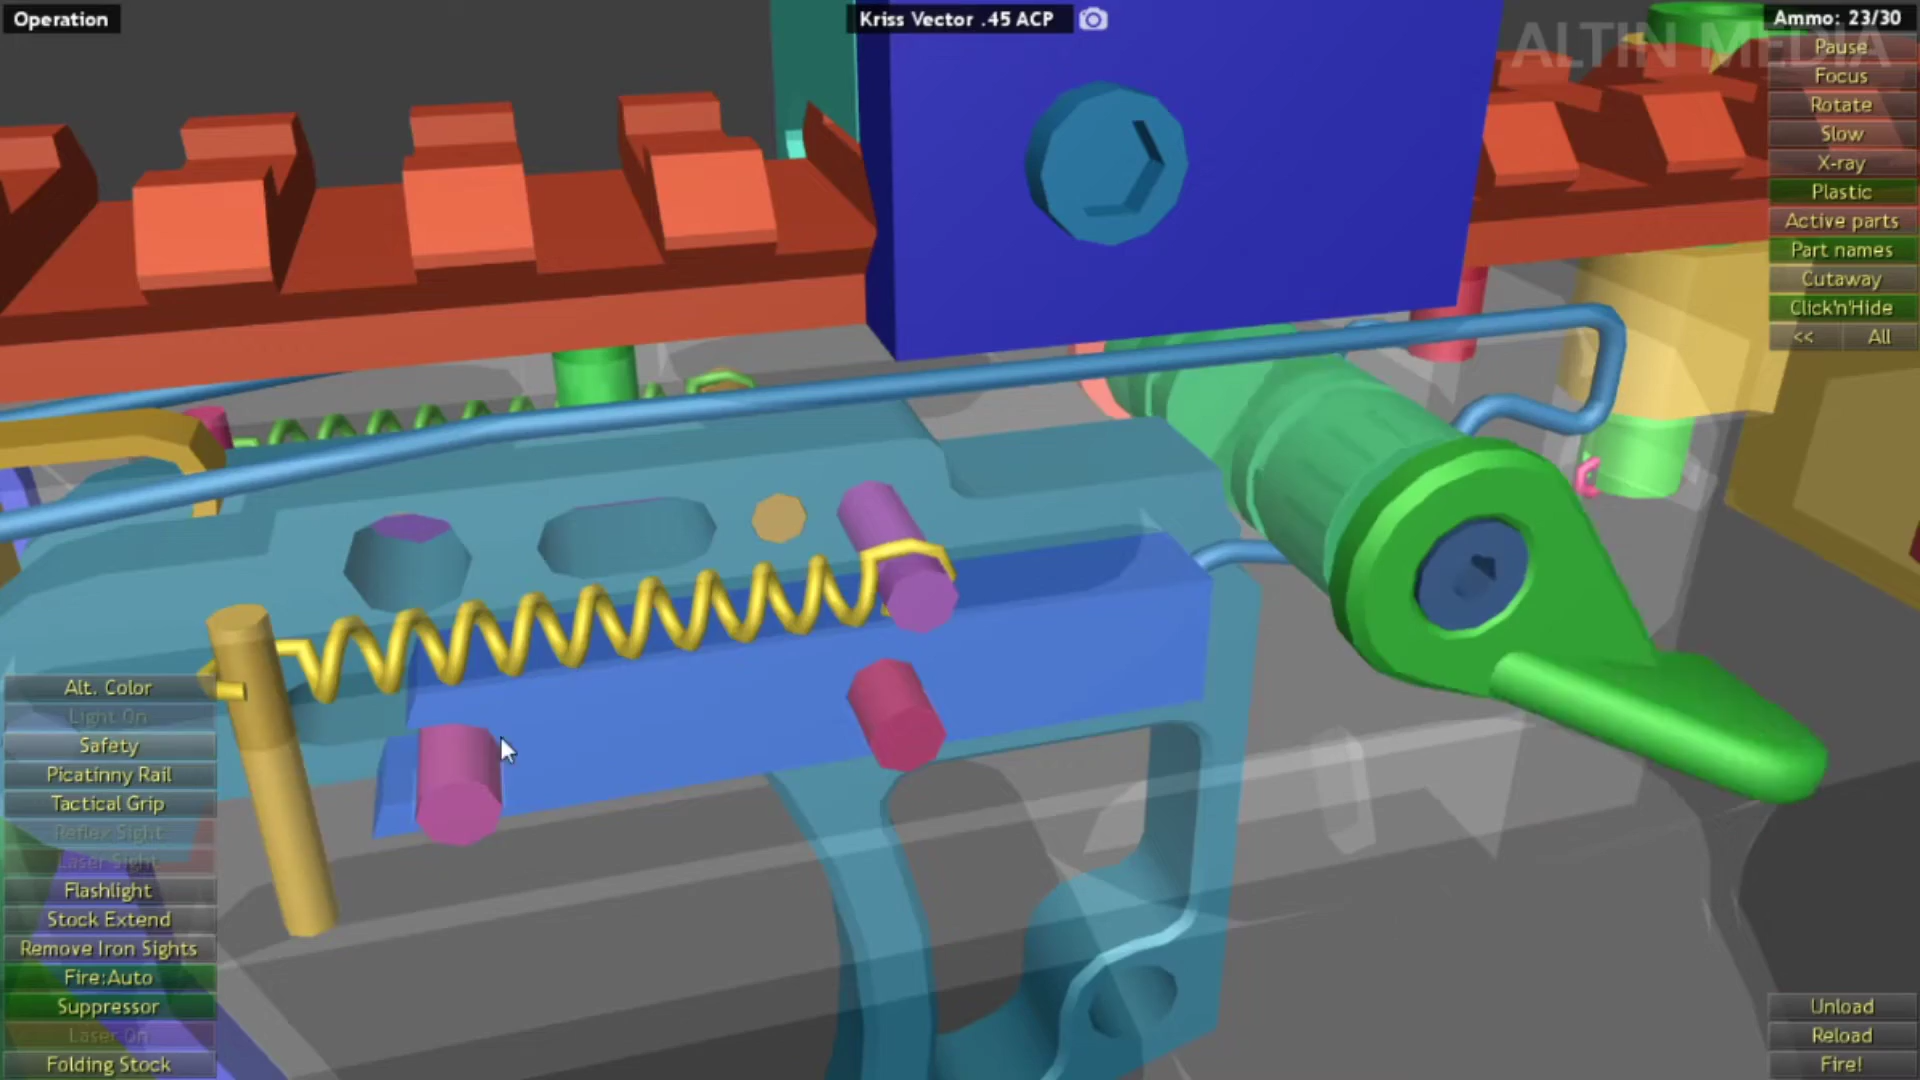 Operation
Kriss Vector .45 ACP
Ammo: 23/30
ALTIN MEDIA
Pause
Focus
Rotate
Slow
X-ray
Plastic
Active parts
Part names
Cutaway
Click'n'Hide
<< All
Alt. Color
Light On
Safety
Picatinny Rail
Tactical Grip
Reflex Sight
Laser Sight
Flashlight
Stock Extend
Remove Iron Sights
Fire:Auto
Suppressor
Laser On
Folding Stock
Unload
Reload
Fire!